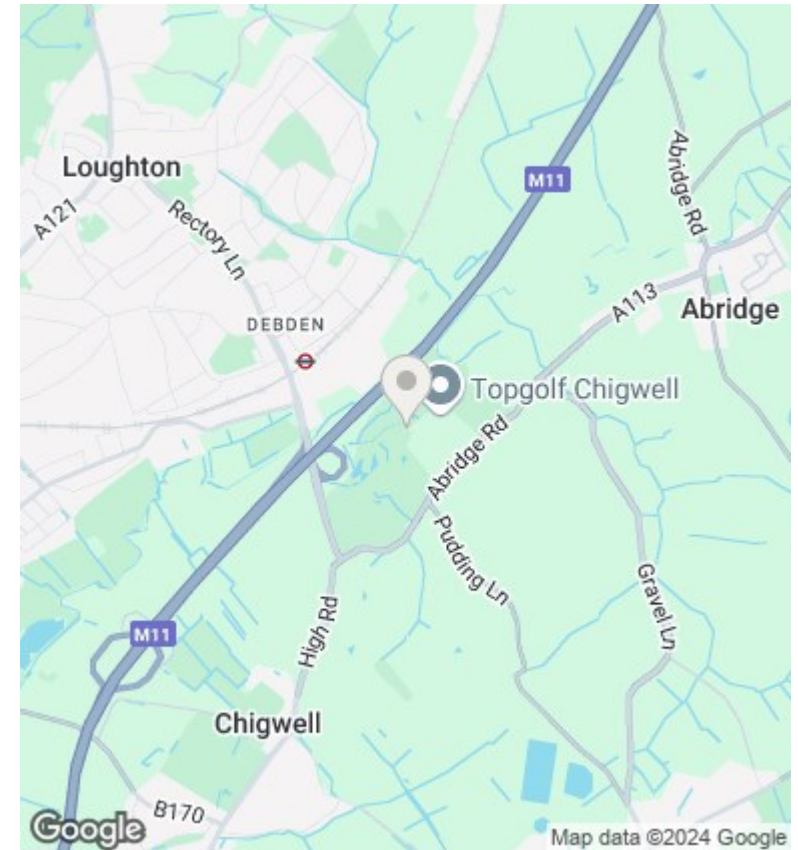 Loughton
M11
Abridge Rd
A121
Rectory Ln
DEBDEN
A113
Abridge
Topgolf Chigwell
Abridge Rd
Pudding Ln
Gravel Ln
High Rd
M11
Chigwell
B170
Google
Map data ©2024 Google